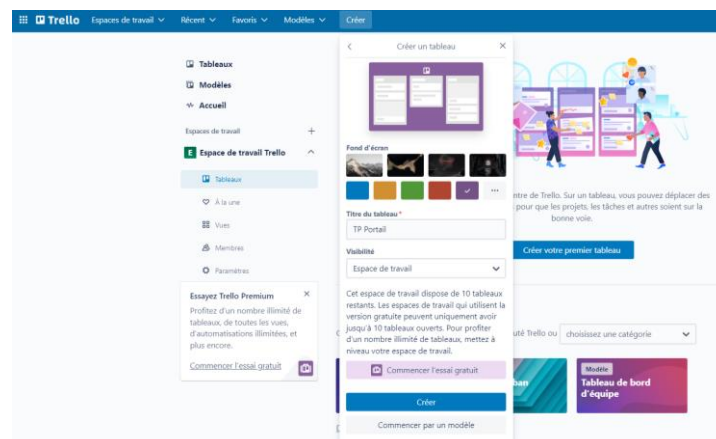 Trello Espaces de travail Récent Favoris Modèles Créer
Tableaux
Modèles
Accueil
Espaces de travail +
E Espace de travail Trello
Tableaux
À la une
Vues
Membres
Paramètres
Essayez Trello Premium ×
Profitez d'un nombre illimité de
tableaux, de toutes les vues,
d'automatisations illimitées, et
plus encore.
Commencer l'essai gratuit
Créer un tableau ×
Fond d'écran
Titre du tableau *
TP Portail
Visibilité
Espace de travail
Cet espace de travail dispose de 10 tableaux
restants. Les espaces de travail qui utilisent la
version gratuite peuvent uniquement avoir
jusqu'à 10 tableaux ouverts. Pour profiter
d'un nombre illimité de tableaux, mettez à
niveau votre espace de travail.
Commencer l'essai gratuit
Créer
Commencer par un modèle
ntre de Trello. Sur un tableau, vous pouvez déplacer des
pour que les projets, les tâches et autres soient sur la
bonne voie.
Créer votre premier tableau
uté Trello ou choisissez une catégorie
ban
Modèle
Tableau de bord
d'équipe